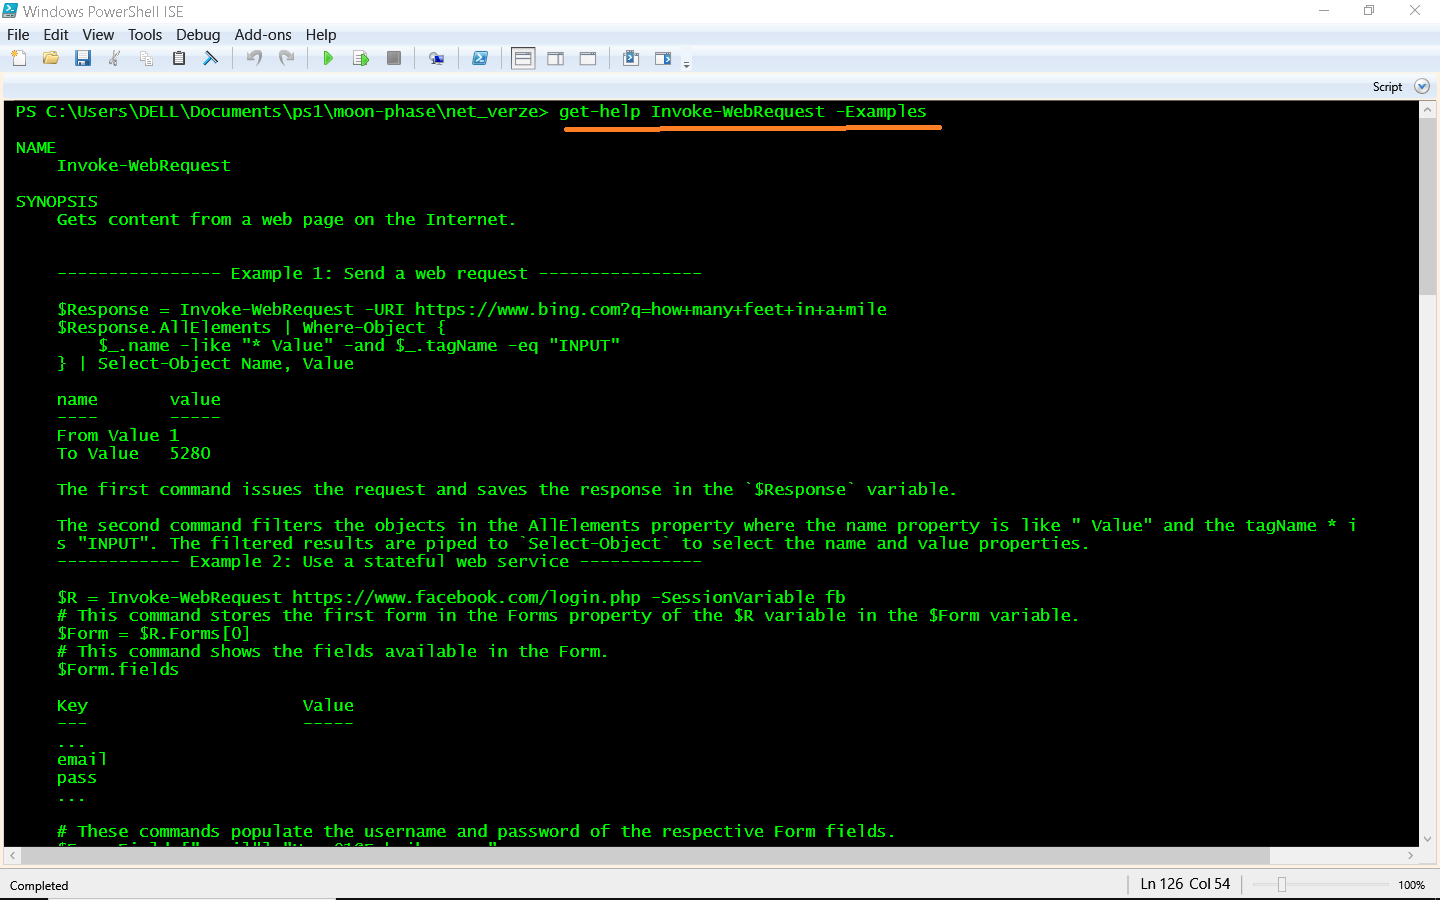 Windows PowerShell ISE
File Edit View Tools Debug Add-ons Help
Script
PS C:\Users\DELL\Documents\ps1\moon-phase\net_verze> get-help Invoke-WebRequest -Examples
NAME
    Invoke-WebRequest
SYNOPSIS
    Gets content from a web page on the Internet.
    ---------------- Example 1: Send a web request ----------------
    $Response = Invoke-WebRequest -URI https://www.bing.com?q=how+many+feet+in+a+mile
    $Response.AllElements | Where-Object {
        $_.name -like "* Value" -and $_.tagName -eq "INPUT"
    } | Select-Object Name, Value
    name       value
    ----       -----
    From Value 1
    To Value   5280
    The first command issues the request and saves the response in the `$Response` variable.
    The second command filters the objects in the AllElements property where the name property is like " Value" and the tagName * i
    s "INPUT". The filtered results are piped to `Select-Object` to select the name and value properties.
    ------------ Example 2: Use a stateful web service ------------
    $R = Invoke-WebRequest https://www.facebook.com/login.php -SessionVariable fb
    # This command stores the first form in the Forms property of the $R variable in the $Form variable.
    $Form = $R.Forms[0]
    # This command shows the fields available in the Form.
    $Form.fields
    Key                     Value
    ---                     -----
    ...
    email
    pass
    ...
    # These commands populate the username and password of the respective Form fields.
Completed
Ln 126 Col 54
100%